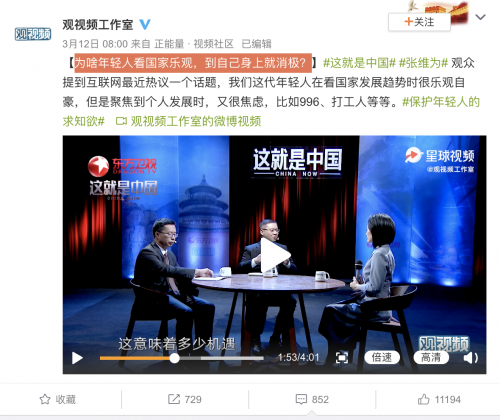 观视频
观视频工作室
3月12日 08:00 来自 正能量 · 视频社区 已编辑
+关注
【为啥年轻人看国家乐观，到自己身上就消极？】#这就是中国# #张维为# 观众
提到互联网最近热议一个话题，我们这代年轻人在看国家发展趋势时很乐观自
豪，但是聚焦到个人发展时，又很焦虑，比如996、打工人等等。#保护年轻人的
求知欲# 观视频工作室的微博视频
东方卫视
这就是中国
这就是中国
CHINA NOW
星球视频
@观视频工作室
这意味着多少机遇
观视频
1:53/4:01
倍速
高清
收藏
729
852
11194